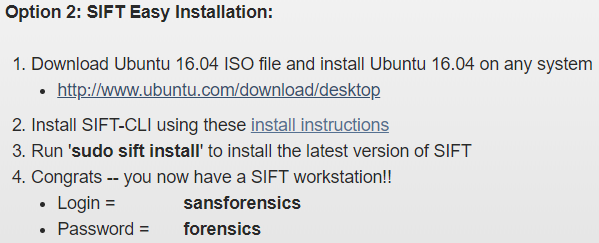 Option 2: SIFT Easy Installation:
1. Download Ubuntu 16.04 ISO file and install Ubuntu 16.04 on any system
• http://www.ubuntu.com/download/desktop
2. Install SIFT-CLI using these install instructions
3. Run 'sudo sift install' to install the latest version of SIFT
4. Congrats -- you now have a SIFT workstation!!
• Login = sansforensics
• Password = forensics